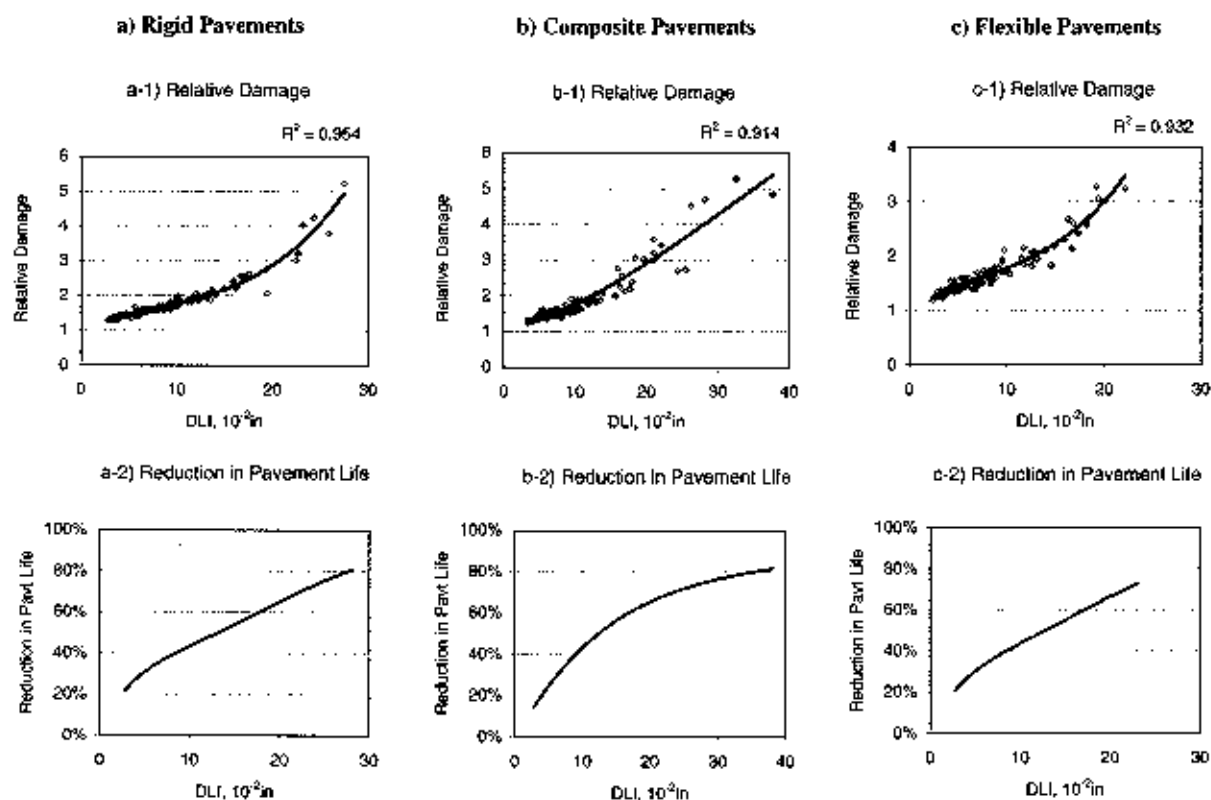 a) Rigid Pavements
b) Composite Pavements
c) Flexible Pavements
a-1) Relative Damage
b-1) Relative Damage
c-1) Relative Damage
R² = 0.954
R² = 0.914
R² = 0.932
Relative Damage
6
5
4
3
2
1
0
0 10 20 30
DLI, 10⁻²in
Relative Damage
8
6
5
4
2
1
0
0 10 20 30 40
DLI, 10⁻²in
Relative Damage
4
3
2
1
0
0 10 20 30
DLI, 10⁻²in
a-2) Reduction in Pavement Life
b-2) Reduction in Pavement Life
c-2) Reduction in Pavement Life
Reduction in Pavt Life
100%
80%
60%
40%
20%
0%
0 10 20 30
DLI, 10⁻²in
Reduction in Pavt Life
100%
80%
60%
40%
20%
0%
0 10 20 30 40
DLI, 10⁻²in
Reduction in Pavt Life
100%
80%
60%
40%
20%
0%
0 10 20 30
DLI, 10⁻²in